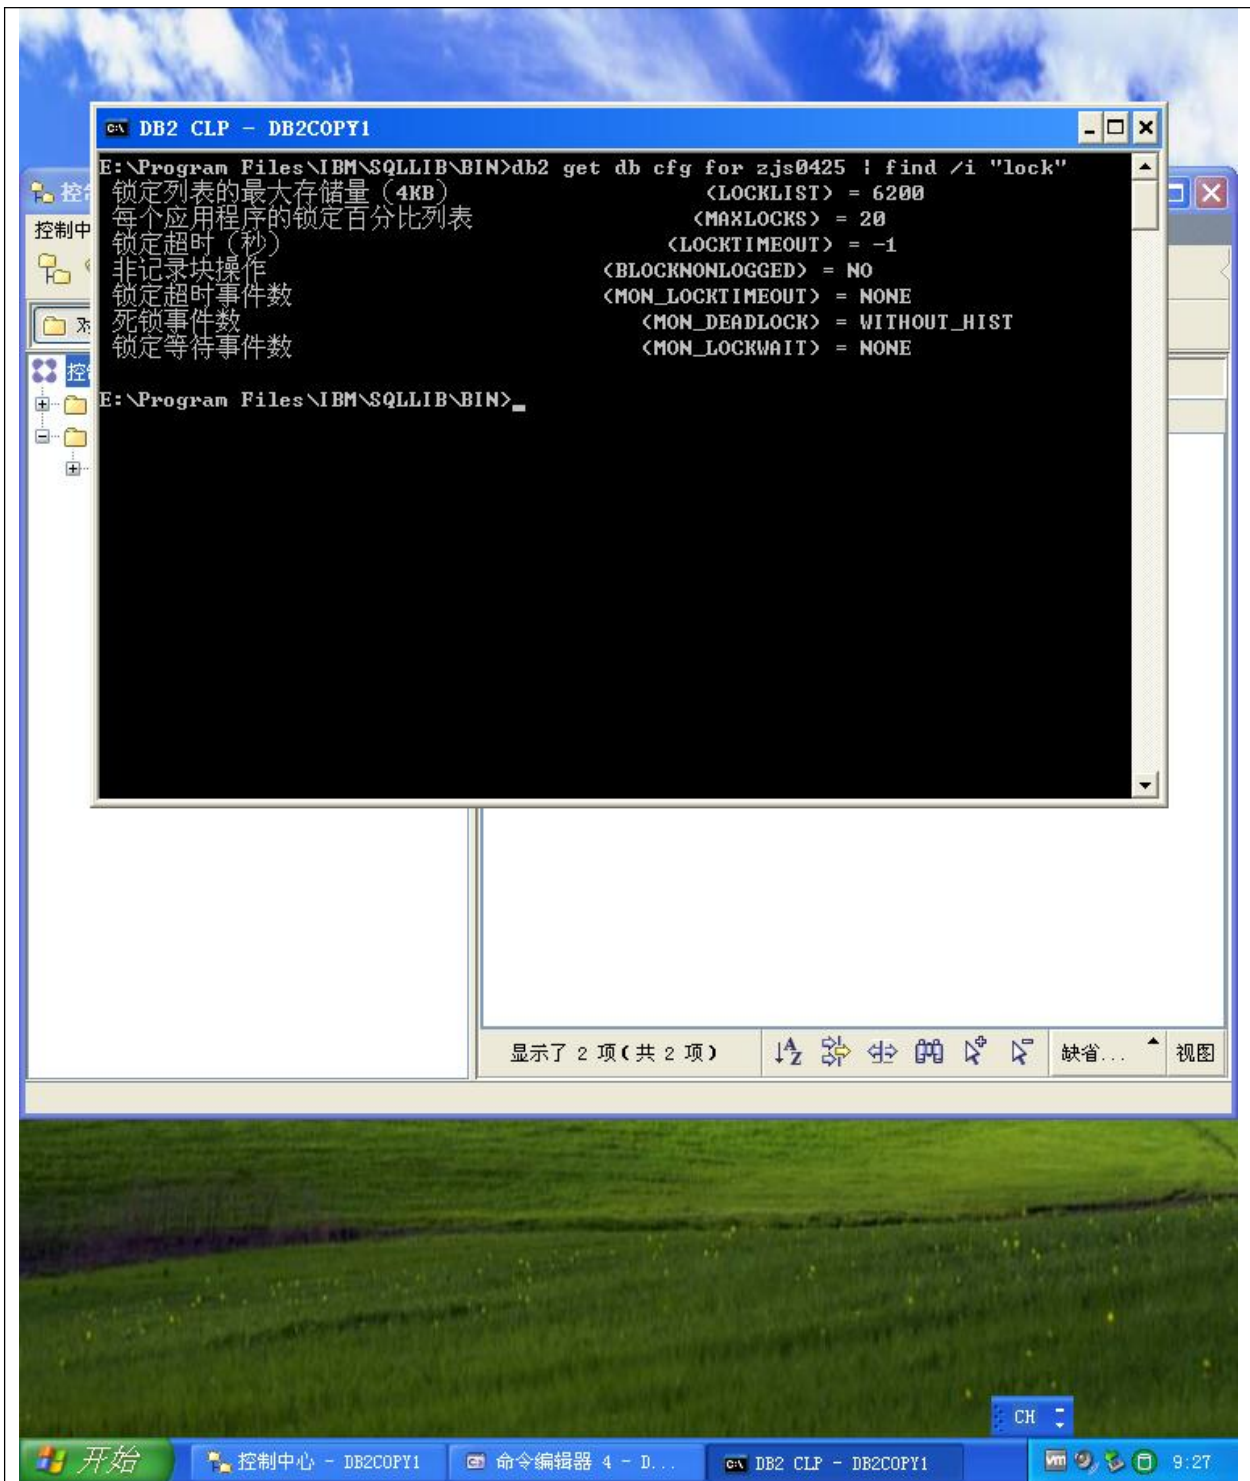 DB2 CLP - DB2COPY1
E:\Program Files\IBM\SQLLIB\BIN>db2 get db cfg for zjs0425 | find /i "lock"
锁定列表的最大存储量（4KB） (LOCKLIST) = 6200
每个应用程序的锁定百分比列表 (MAXLOCKS) = 20
锁定超时（秒） (LOCKTIMEOUT) = -1
非记录块操作 (BLOCKNONLOGGED) = NO
锁定超时事件数 (MON_LOCKTIMEOUT) = NONE
死锁事件数 (MON_DEADLOCK) = WITHOUT_HIST
锁定等待事件数 (MON_LOCKWAIT) = NONE
E:\Program Files\IBM\SQLLIB\BIN>_
控制中
显示了 2 项(共 2 项)
缺省...
视图
CH
开始
控制中心 - DB2COPY1
命令编辑器 4 - D...
DB2 CLP - DB2COPY1
9:27